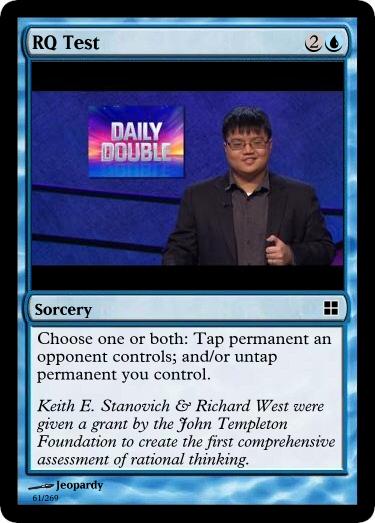 RQ Test 2
DAILY
DOUBLE
Sorcery
Choose one or both: Tap permanent an
opponent controls; and/or untap
permanent you control.
Keith E. Stanovich & Richard West were
given a grant by the John Templeton
Foundation to create the first comprehensive
assessment of rational thinking.
Jeopardy
61/269